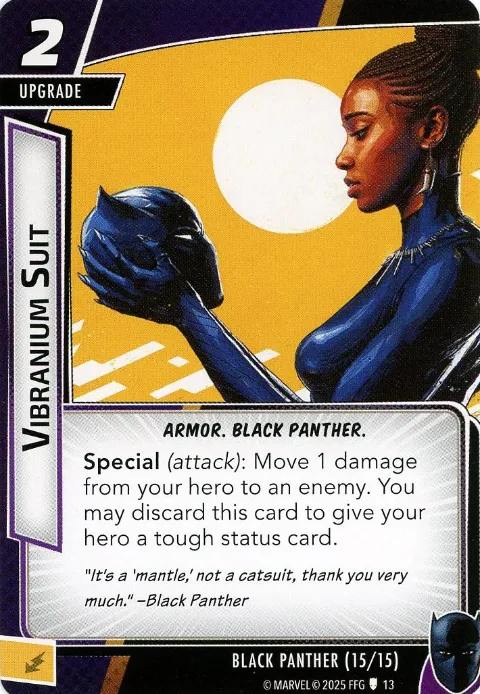 2
UPGRADE
VIBRANIUM SUIT
ARMOR. BLACK PANTHER.
Special (attack): Move 1 damage
from your hero to an enemy. You
may discard this card to give your
hero a tough status card.
"It's a 'mantle,' not a catsuit, thank you very
much." –Black Panther
BLACK PANTHER (15/15)
© MARVEL © 2025 FFG 13